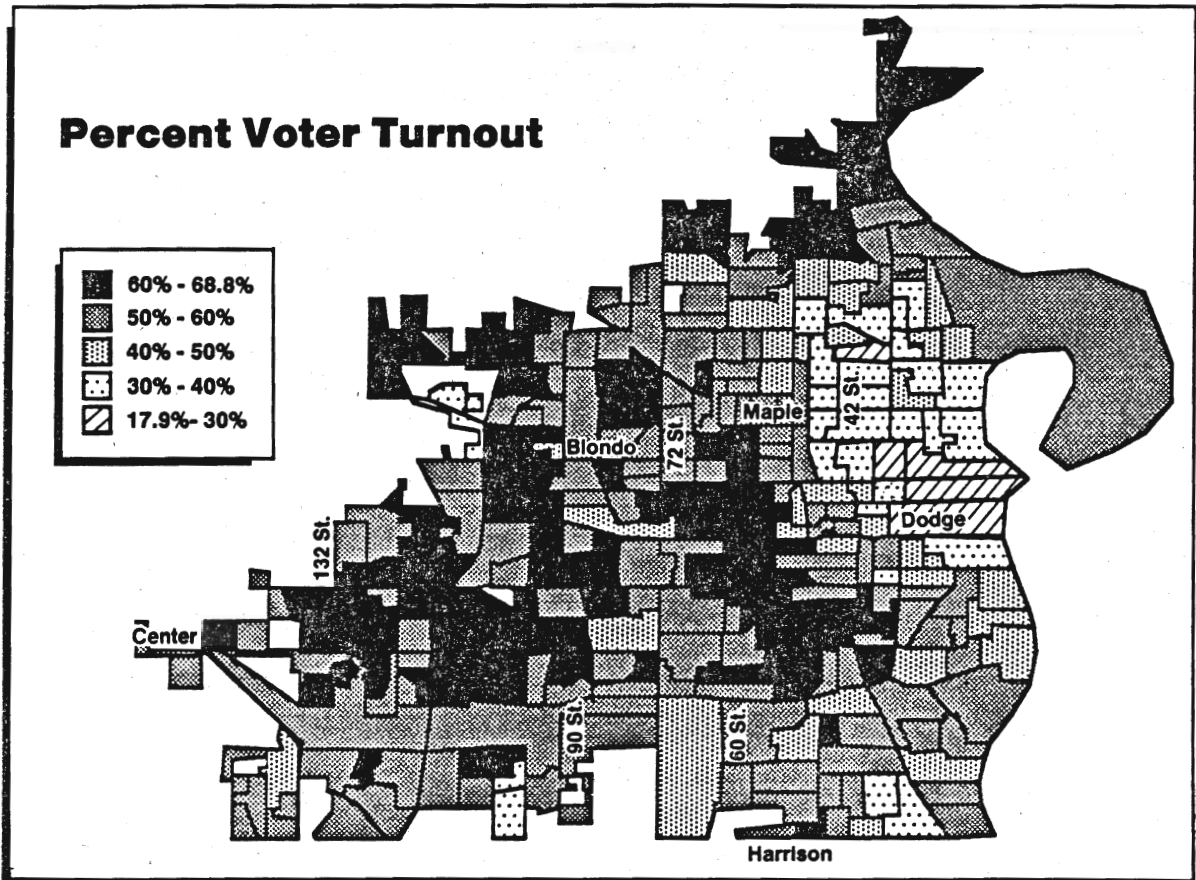 Percent Voter Turnout
60% - 68.8%
50% - 60%
40% - 50%
30% - 40%
17.9%- 30%
Maple
42 St.
Blondo
72 St.
Dodge
132 St.
Center
90 St.
60 St.
Harrison